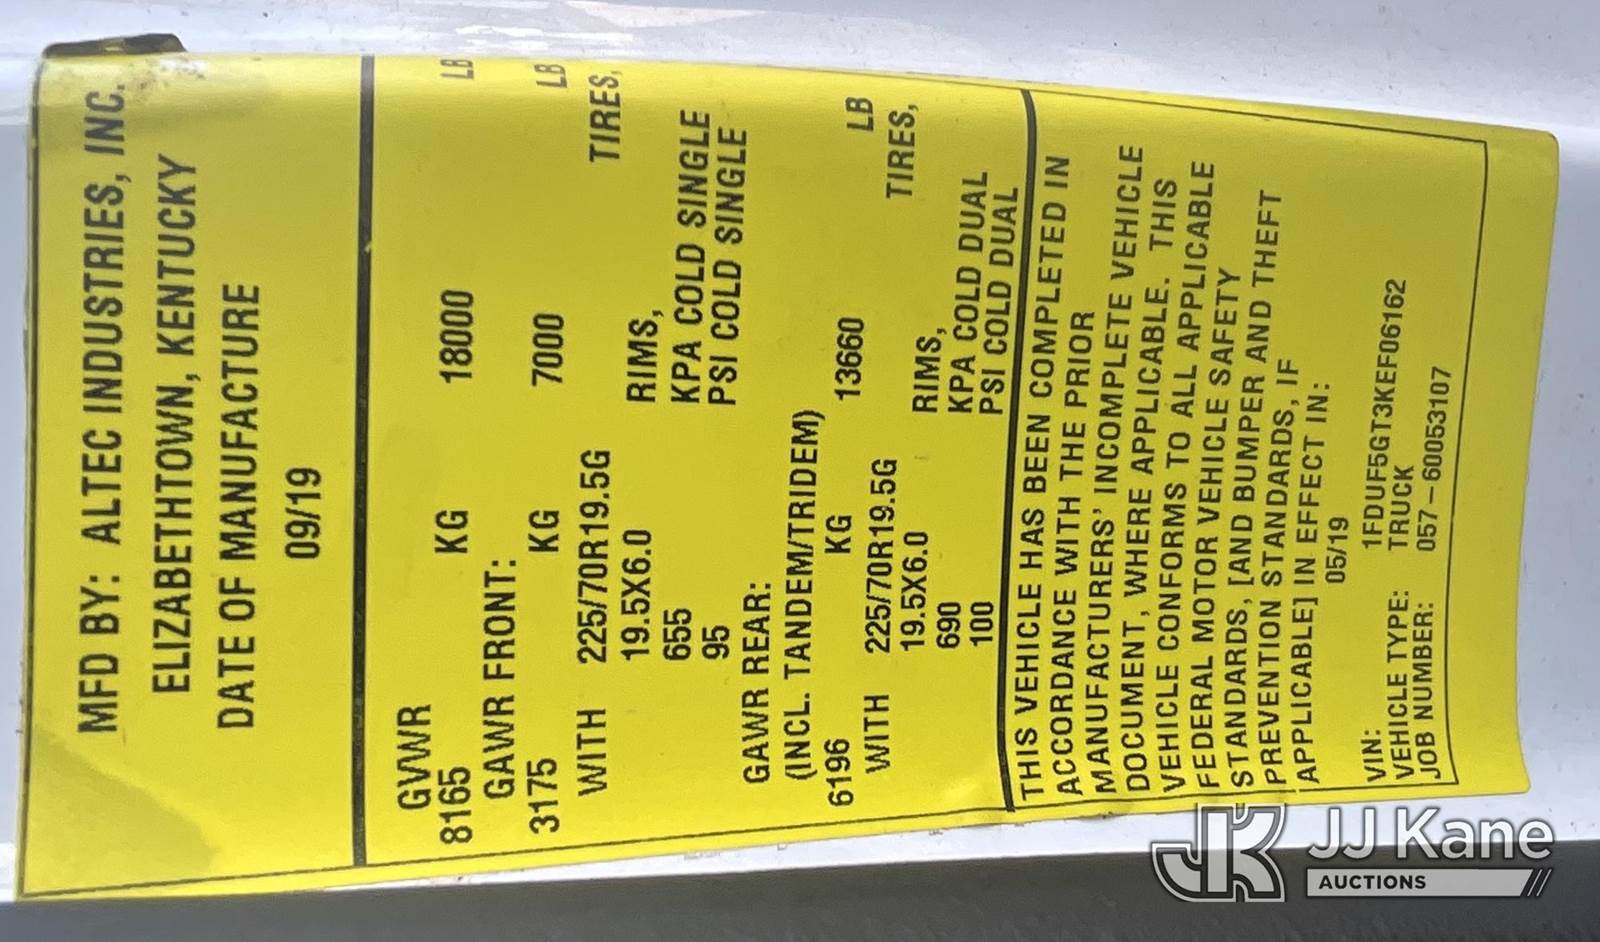 MFD BY: ALTEC INDUSTRIES, INC.
ELIZABETHTOWN, KENTUCKY
DATE OF MANUFACTURE
09/19
GVWR
8165 KG 18000 LB
GAWR FRONT:
3175 KG 7000 LB
WITH 225/70R19.5G TIRES,
19.5X6.0 RIMS,
655 KPA COLD SINGLE
95 PSI COLD SINGLE
GAWR REAR:
(INCL. TANDEM/TRIDEM)
6196 KG 13660 LB
WITH 225/70R19.5G TIRES,
19.5X6.0 RIMS,
690 KPA COLD DUAL
100 PSI COLD DUAL
THIS VEHICLE HAS BEEN COMPLETED IN
ACCORDANCE WITH THE PRIOR
MANUFACTURERS' INCOMPLETE VEHICLE
DOCUMENT, WHERE APPLICABLE. THIS
VEHICLE CONFORMS TO ALL APPLICABLE
FEDERAL MOTOR VEHICLE SAFETY
STANDARDS, [AND BUMPER AND THEFT
PREVENTION STANDARDS, IF
APPLICABLE] IN EFFECT IN:
05/19
VIN: 1FDUF5GT3KEF06162
VEHICLE TYPE: TRUCK
JOB NUMBER: 057-60053107
JK JJ Kane
AUCTIONS